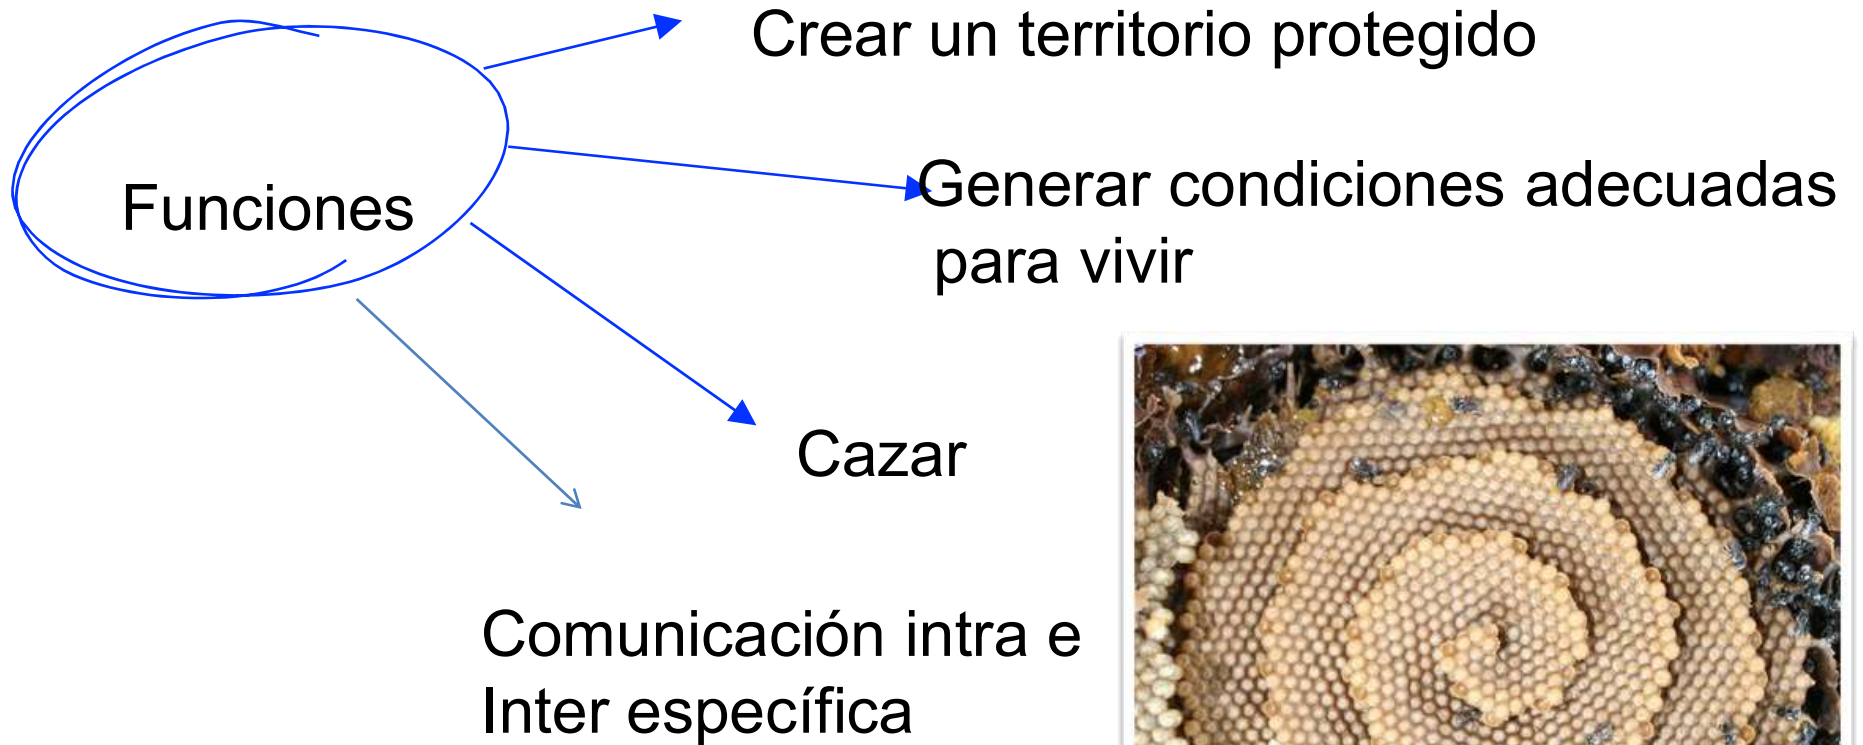 Crear un territorio protegido
Generar condiciones adecuadas
para vivir
Funciones
Cazar
Comunicación intra e
Inter específica